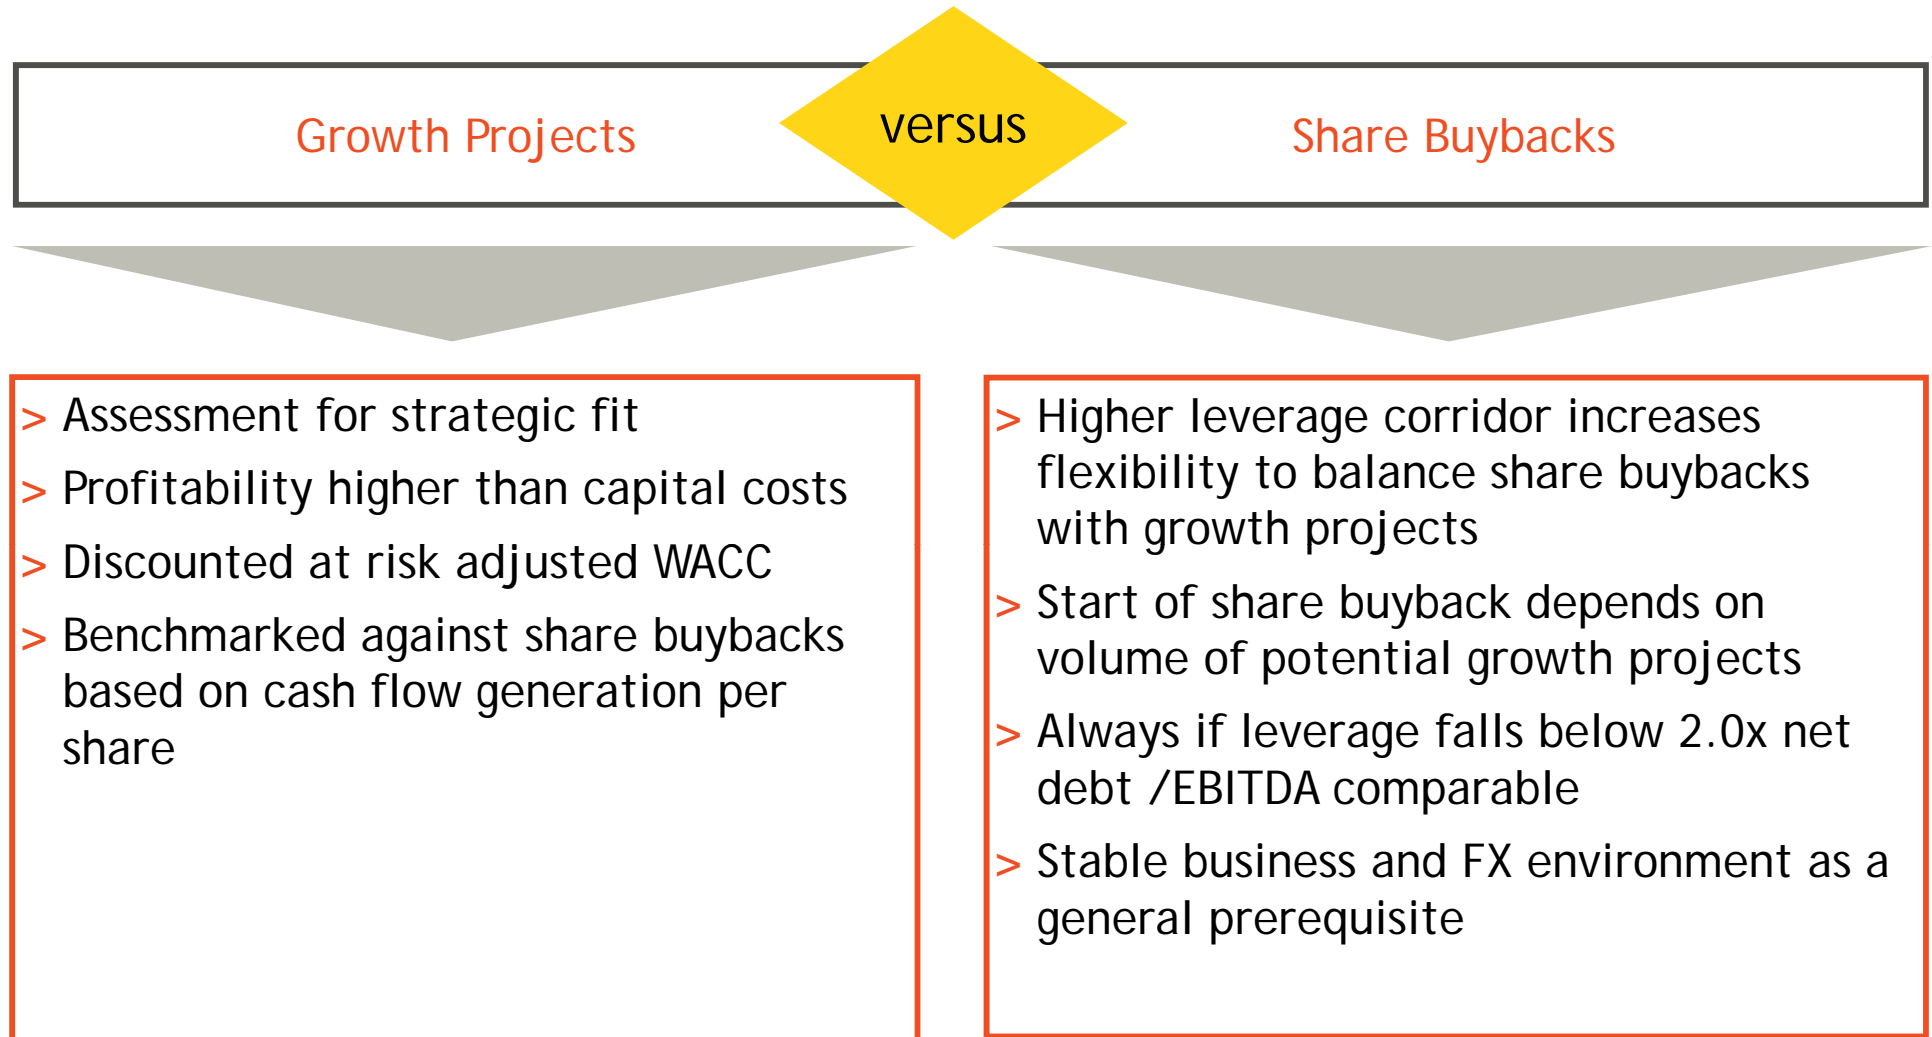 Growth Projects
versus
Share Buybacks
> Assessment for strategic fit
> Profitability higher than capital costs
> Discounted at risk adjusted WACC
> Benchmarked against share buybacks
based on cash flow generation per
share
> Higher leverage corridor increases
flexibility to balance share buybacks
with growth projects
> Start of share buyback depends on
volume of potential growth projects
> Always if leverage falls below 2.0x net
debt /EBITDA comparable
> Stable business and FX environment as a
general prerequisite